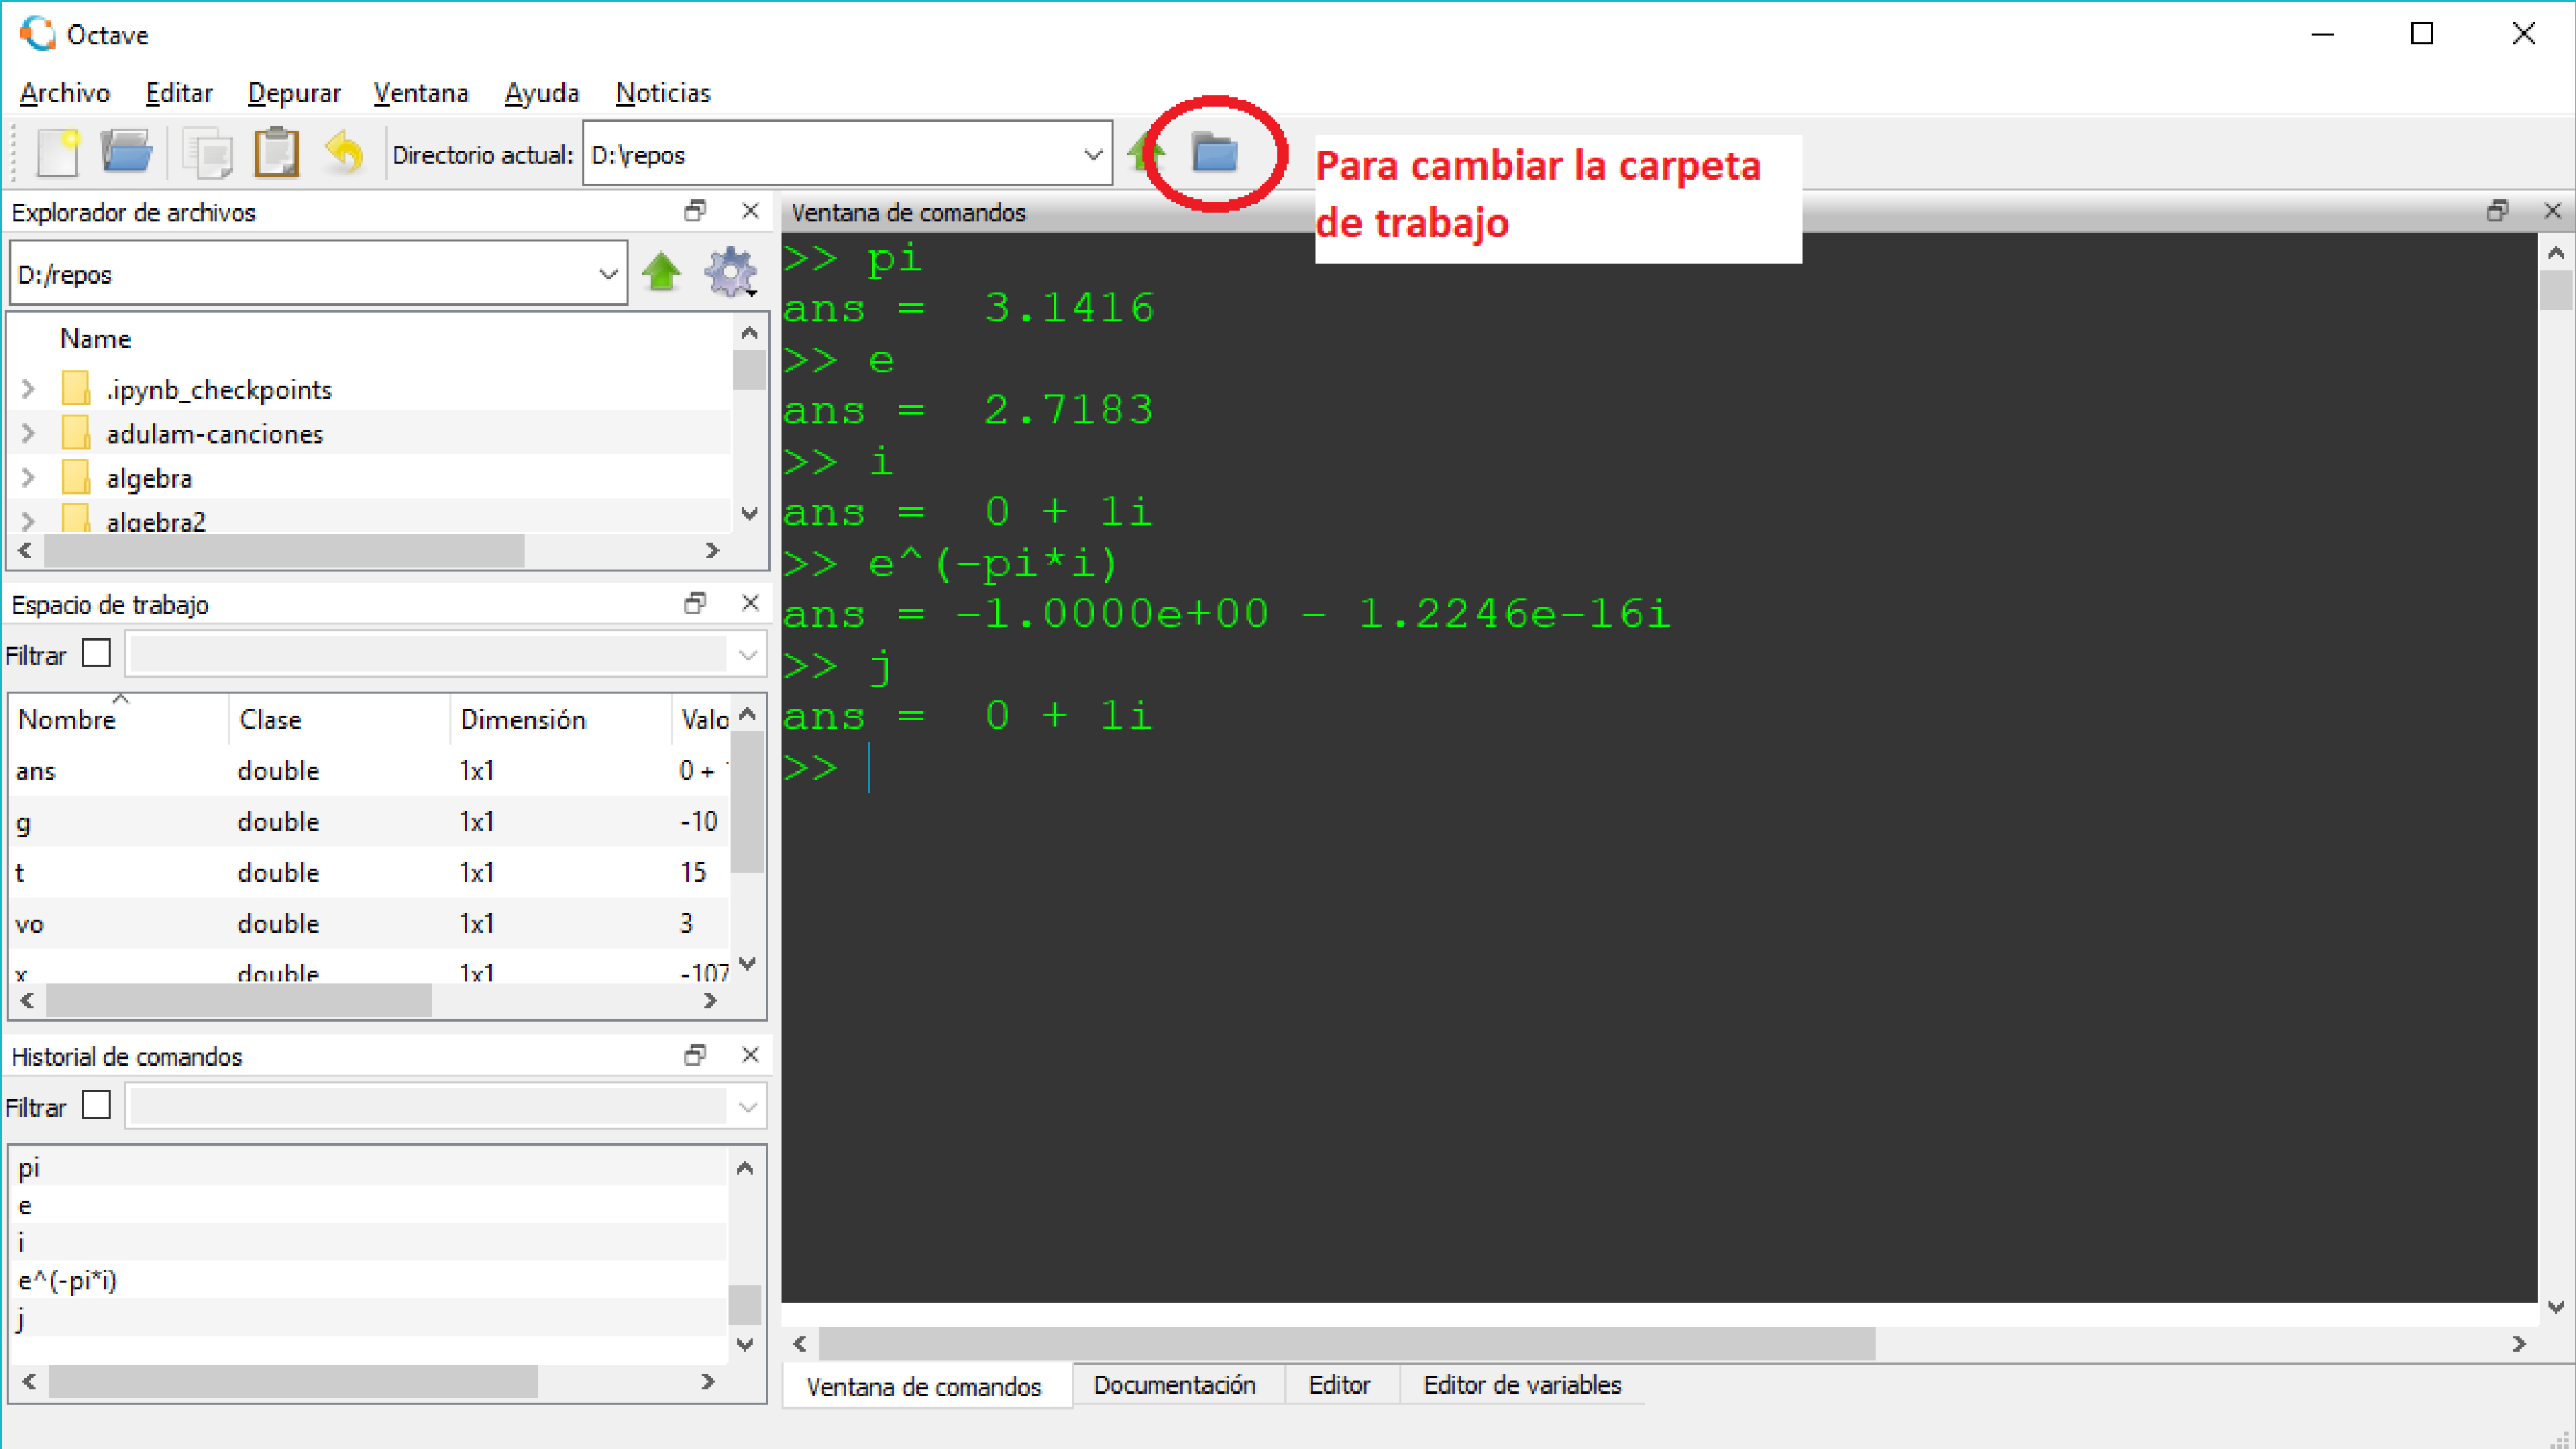 Octave
Archivo Editar Depurar Ventana Ayuda Noticias
Directorio actual: D:\repos
Para cambiar la carpeta
de trabajo
Explorador de archivos
D:/repos
Name
.ipynb_checkpoints
adulam-canciones
algebra
algebra2
Espacio de trabajo
Filtrar
Nombre Clase Dimensión Valo
ans double 1x1 0 +
g double 1x1 -10
t double 1x1 15
vo double 1x1 3
x double 1x1 -107
Historial de comandos
Filtrar
pi
e
i
e^(-pi*i)
j
Ventana de comandos
>> pi
ans = 3.1416
>> e
ans = 2.7183
>> i
ans = 0 + 1i
>> e^(-pi*i)
ans = -1.0000e+00 - 1.2246e-16i
>> j
ans = 0 + 1i
>>
Ventana de comandos Documentación Editor Editor de variables